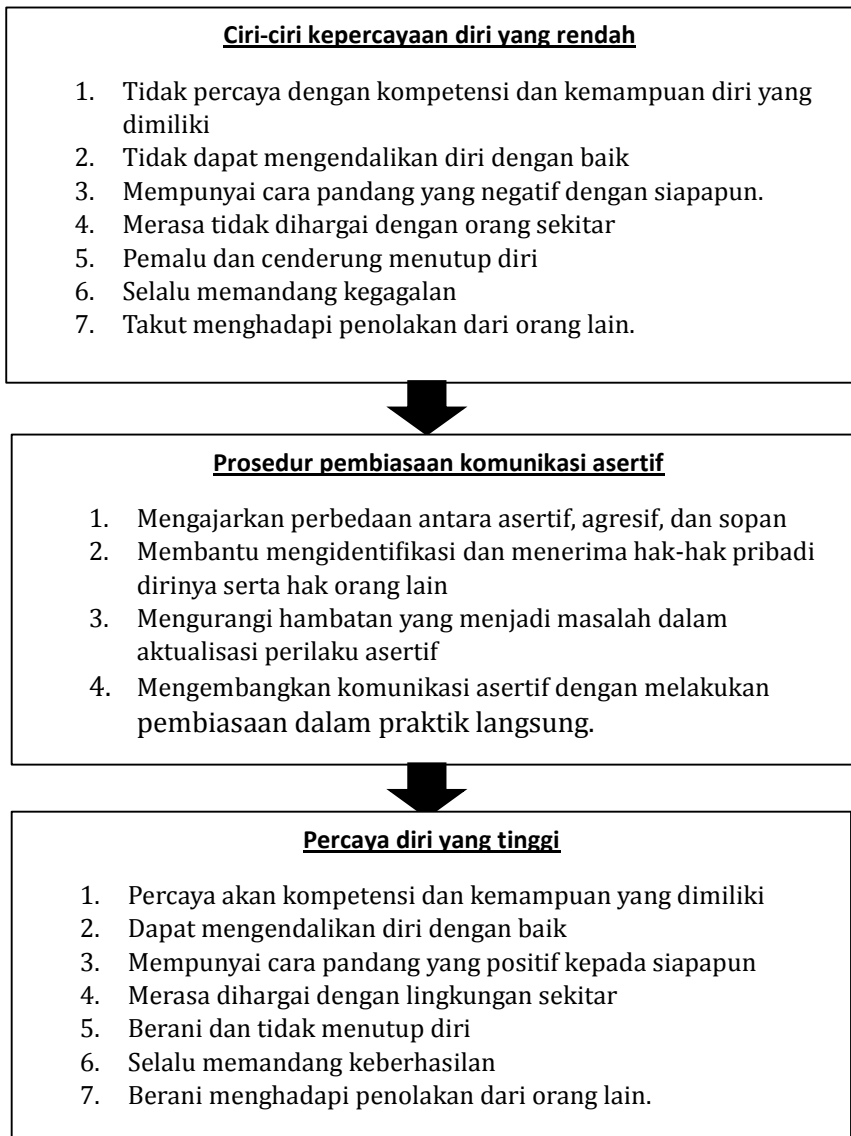 Ciri-ciri kepercayaan diri yang rendah
1. Tidak percaya dengan kompetensi dan kemampuan diri yang
dimiliki
2. Tidak dapat mengendalikan diri dengan baik
3. Mempunyai cara pandang yang negatif dengan siapapun.
4. Merasa tidak dihargai dengan orang sekitar
5. Pemalu dan cenderung menutup diri
6. Selalu memandang kegagalan
7. Takut menghadapi penolakan dari orang lain.
Prosedur pembiasaan komunikasi asertif
1. Mengajarkan perbedaan antara asertif, agresif, dan sopan
2. Membantu mengidentifikasi dan menerima hak-hak pribadi
dirinya serta hak orang lain
3. Mengurangi hambatan yang menjadi masalah dalam
aktualisasi perilaku asertif
4. Mengembangkan komunikasi asertif dengan melakukan
pembiasaan dalam praktik langsung.
Percaya diri yang tinggi
1. Percaya akan kompetensi dan kemampuan yang dimiliki
2. Dapat mengendalikan diri dengan baik
3. Mempunyai cara pandang yang positif kepada siapapun
4. Merasa dihargai dengan lingkungan sekitar
5. Berani dan tidak menutup diri
6. Selalu memandang keberhasilan
7. Berani menghadapi penolakan dari orang lain.